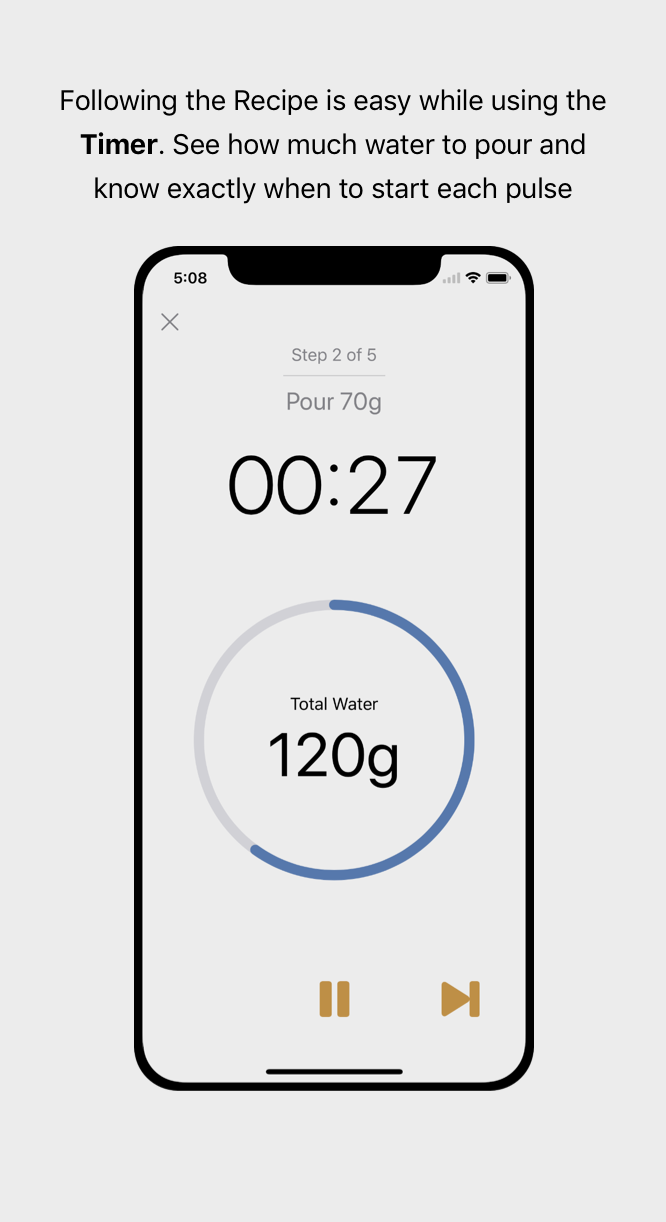 Following the Recipe is easy while using the
Timer. See how much water to pour and
know exactly when to start each pulse
5:08
Step 2 of 5
Pour 70g
00:27
Total Water
120g